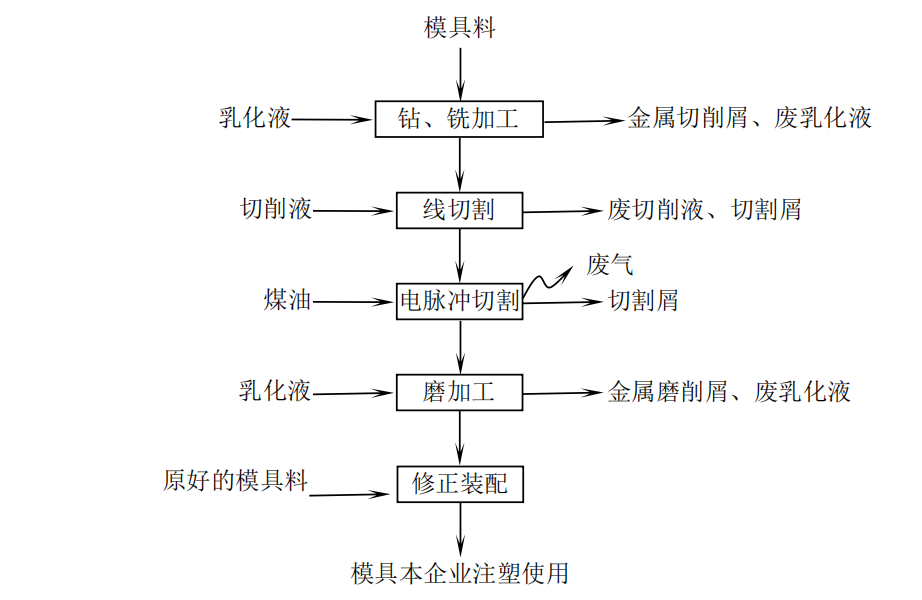 模具料
乳化液
钻、铣加工
金属切削屑、废乳化液
切削液
线切割
废切削液、切割屑
废气
煤油
电脉冲切割
切割屑
乳化液
磨加工
金属磨削屑、废乳化液
原好的模具料
修正装配
模具本企业注塑使用